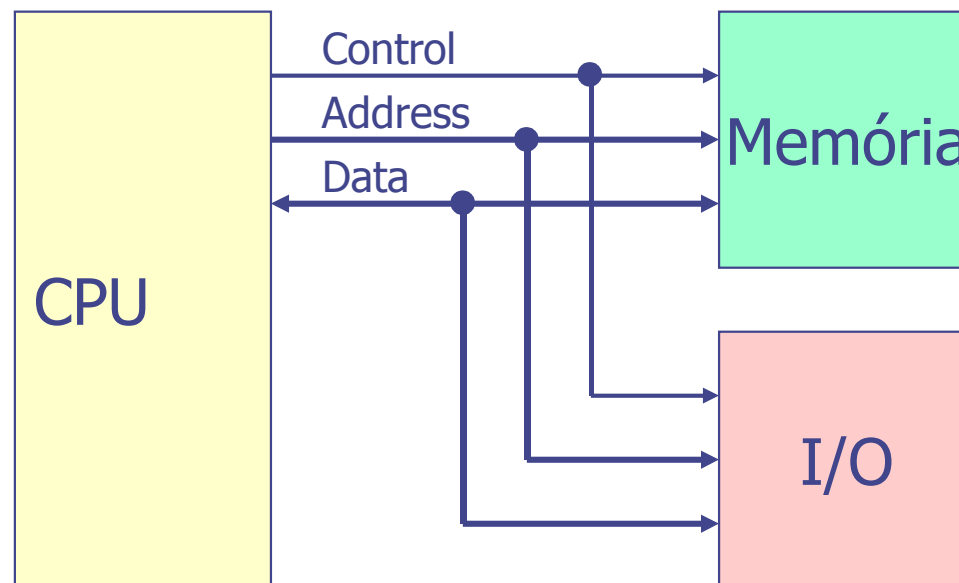 Control
Address
Data
CPU
Memória
I/O